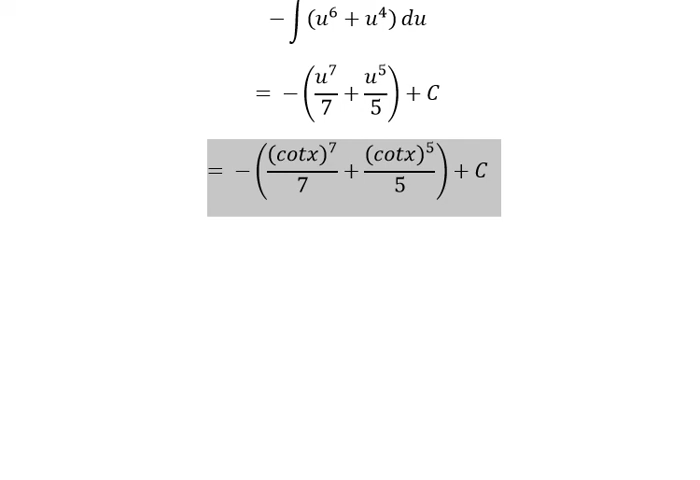 − ∫ (u⁶ + u⁴) du
= − (u⁷/7 + u⁵/5) + C
= − ((cotx)⁷/7 + (cotx)⁵/5) + C